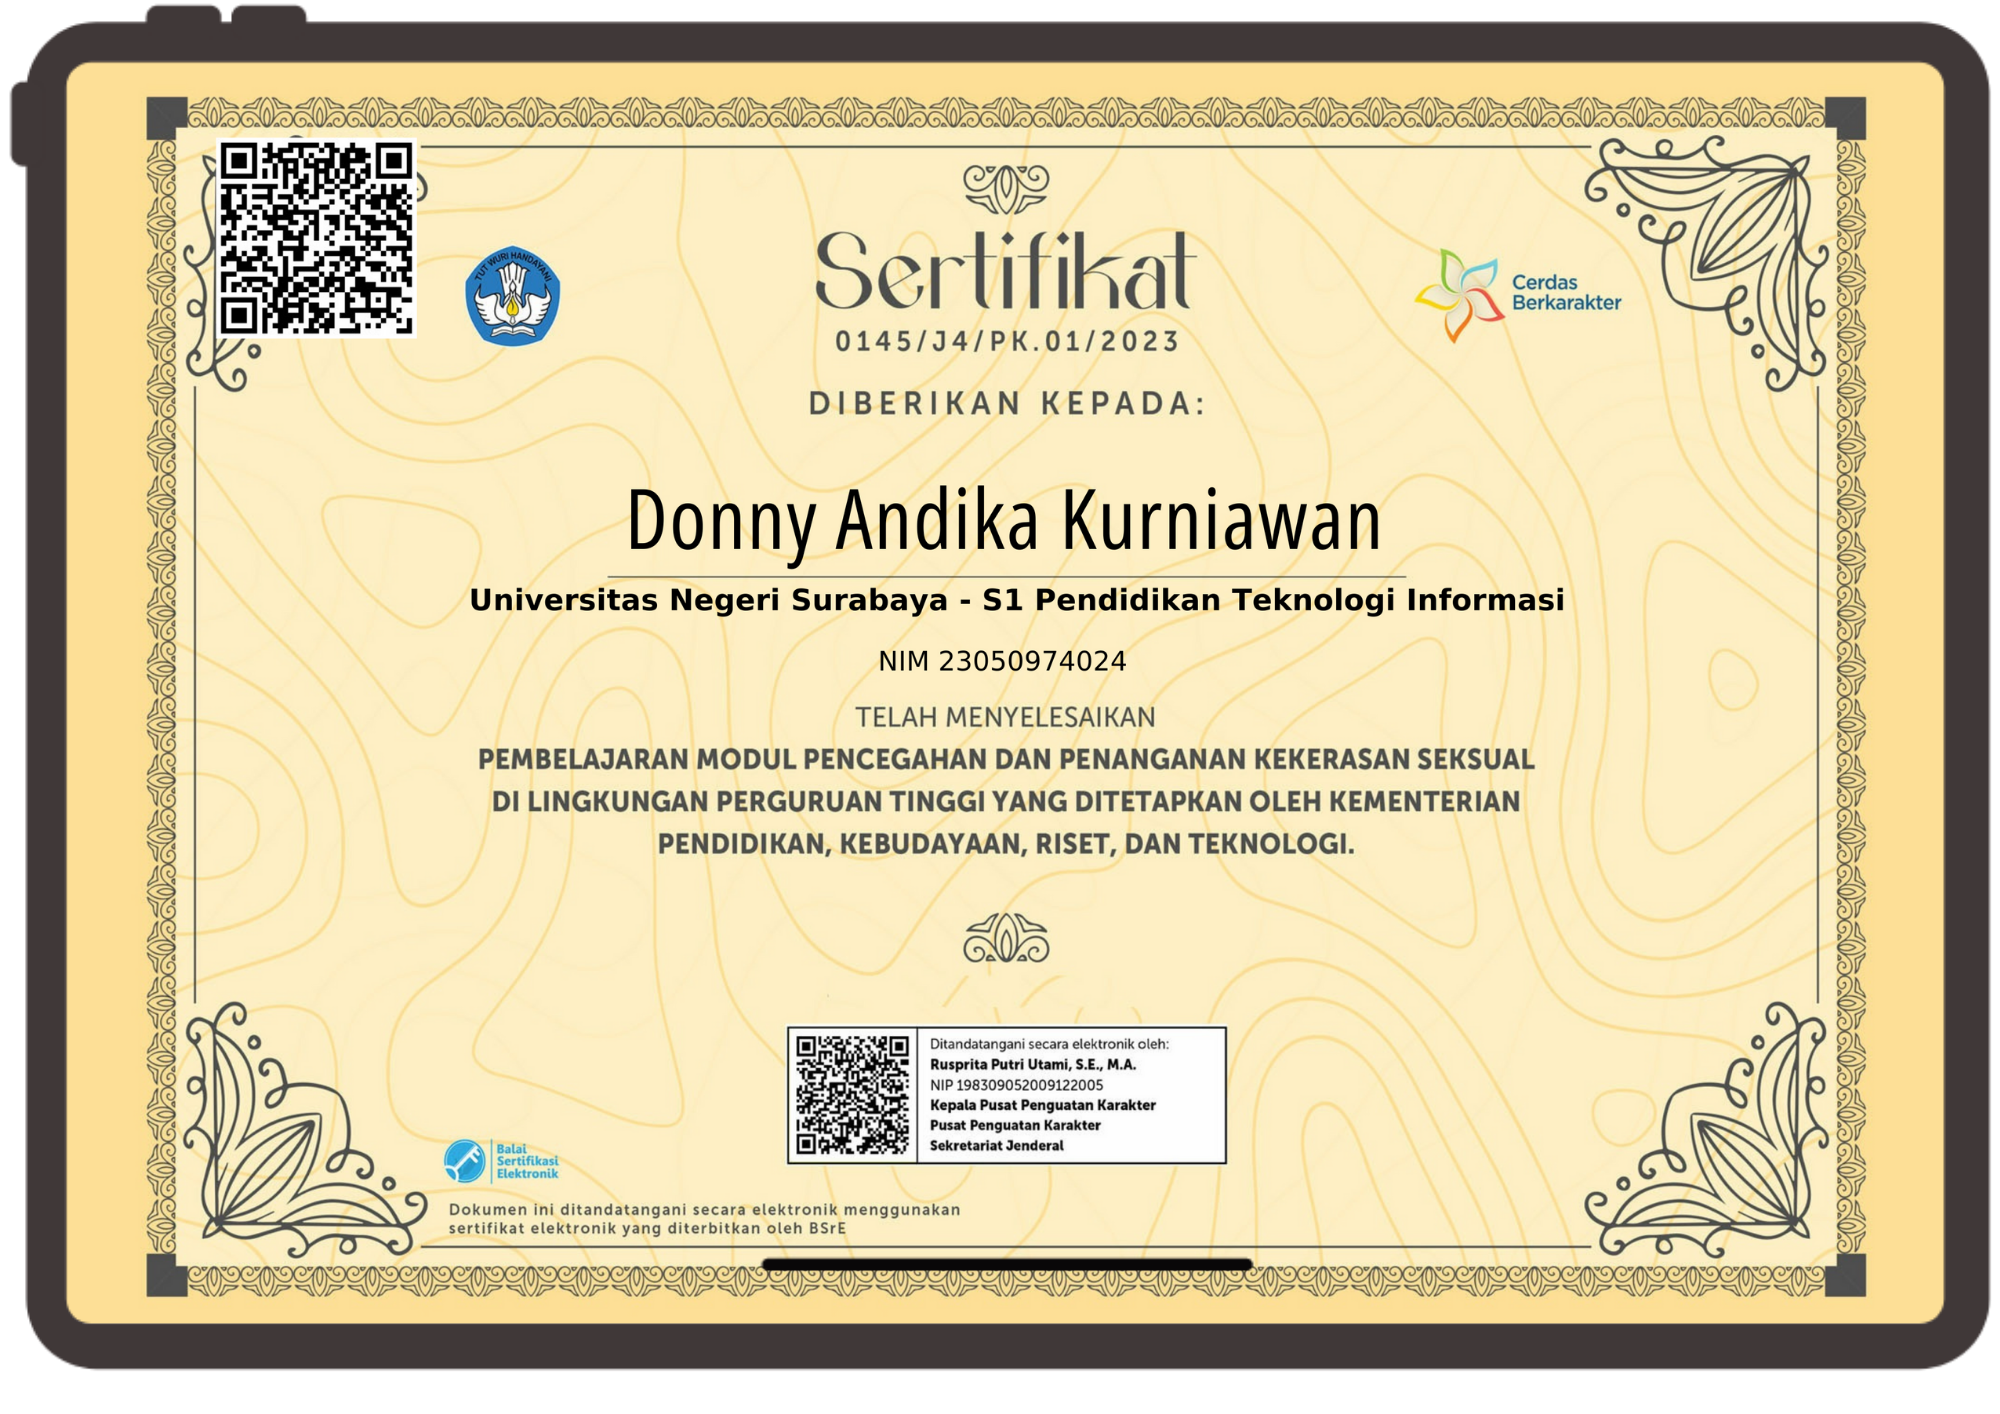 TUT WURI HANDAYANI
Sertifikat
0145/J4/PK.01/2023
Cerdas
Berkarakter
DIBERIKAN KEPADA:
Donny Andika Kurniawan
Universitas Negeri Surabaya - S1 Pendidikan Teknologi Informasi
NIM 23050974024
TELAH MENYELESAIKAN
PEMBELAJARAN MODUL PENCEGAHAN DAN PENANGANAN KEKERASAN SEKSUAL
DI LINGKUNGAN PERGURUAN TINGGI YANG DITETAPKAN OLEH KEMENTERIAN
PENDIDIKAN, KEBUDAYAAN, RISET, DAN TEKNOLOGI.
Ditandatangani secara elektronik oleh:
Rusprita Putri Utami, S.E., M.A.
NIP 198309052009122005
Kepala Pusat Penguatan Karakter
Pusat Penguatan Karakter
Sekretariat Jenderal
Balai
Sertifikasi
Elektronik
Dokumen ini ditandatangani secara elektronik menggunakan
sertifikat elektronik yang diterbitkan oleh BSrE